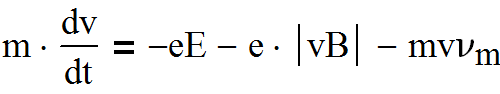 m · dv/dt = −eE − e · |vB| − mvν_m